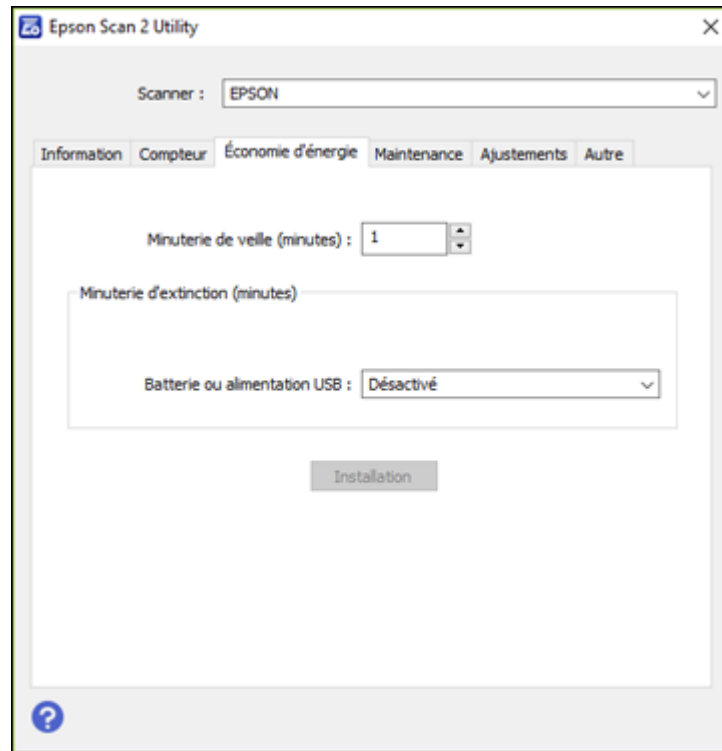 Epson Scan 2 Utility
Scanner : EPSON
Information Compteur Économie d'énergie Maintenance Ajustements Autre
Minuterie de veille (minutes) : 1
Minuterie d'extinction (minutes)
Batterie ou alimentation USB : Désactivé
Installation
?